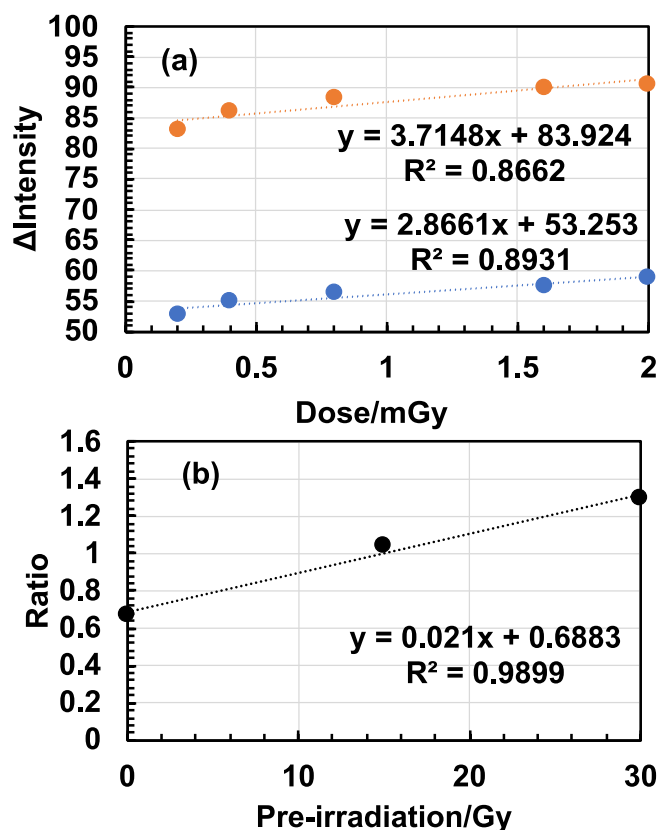 100
95
(a)
90
85
80
y = 3.7148x + 83.924
R² = 0.8662
75
ΔIntensity
70
y = 2.8661x + 53.253
R² = 0.8931
65
60
55
50
0 0.5 1 1.5 2
Dose/mGy
1.6
(b)
1.4
1.2
1
0.8
Ratio
0.6
y = 0.021x + 0.6883
R² = 0.9899
0.4
0.2
0
0 10 20 30
Pre-irradiation/Gy